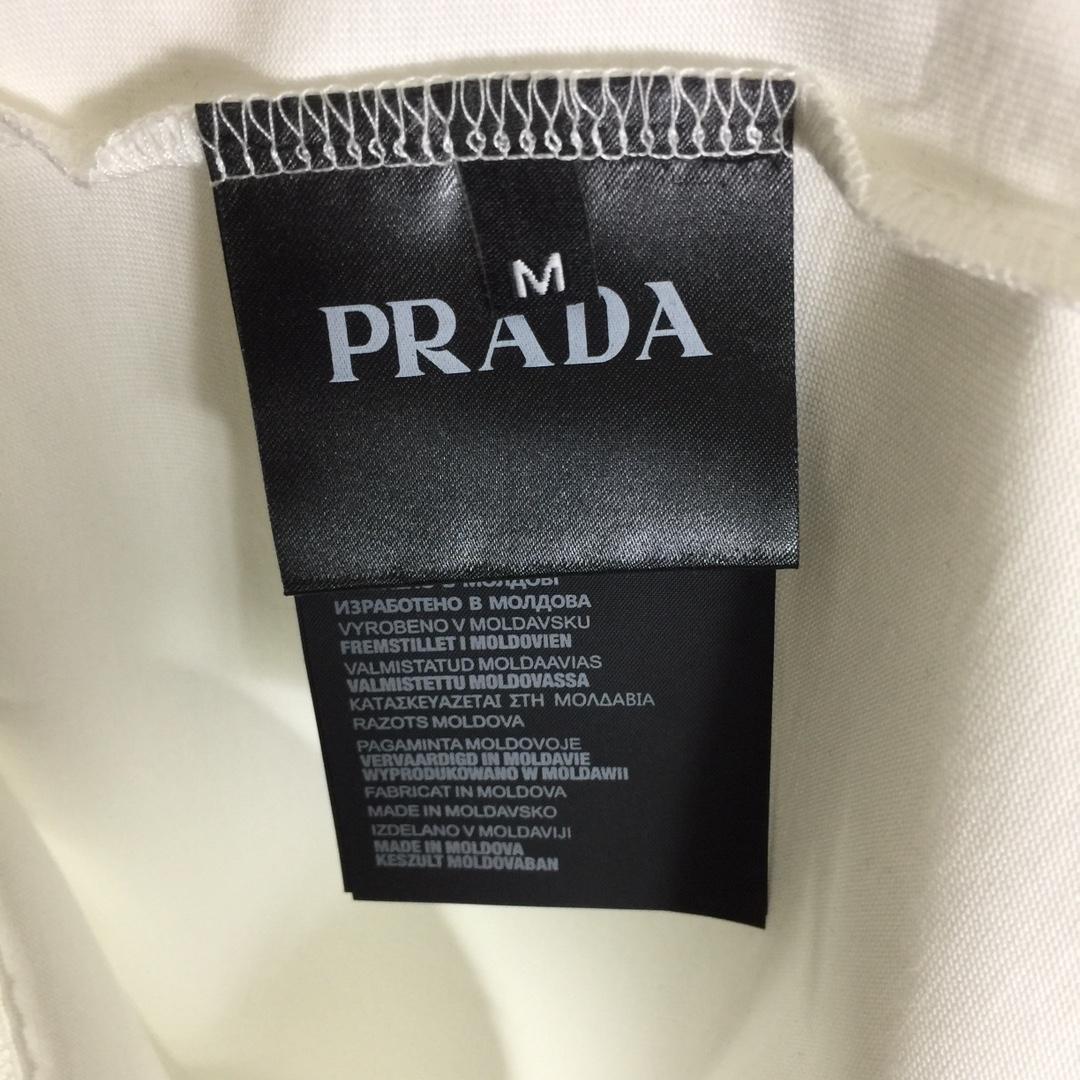 M
PRADA
В МОЛДОВІ
ИЗРАБОТЕНО В МОЛДОВА
VYROBENO V MOLDAVSKU
FREMSTILLET I MOLDOVIEN
VALMISTATUD MOLDAAVIAS
VALMISTETTU MOLDOVASSA
ΚΑΤΑΣΚΕΥΑΖΕΤΑΙ ΣΤΗ ΜΟΛΔΑΒΙΑ
RAZOTS MOLDOVA
PAGAMINTA MOLDOVOJE
VERVAARDIGD IN MOLDAVIE
WYPRODUKOWANO W MOLDAWII
FABRICAT IN MOLDOVA
MADE IN MOLDAVSKO
IZDELANO V MOLDAVIJI
MADE IN MOLDOVA
KESZULT MOLDOVABAN